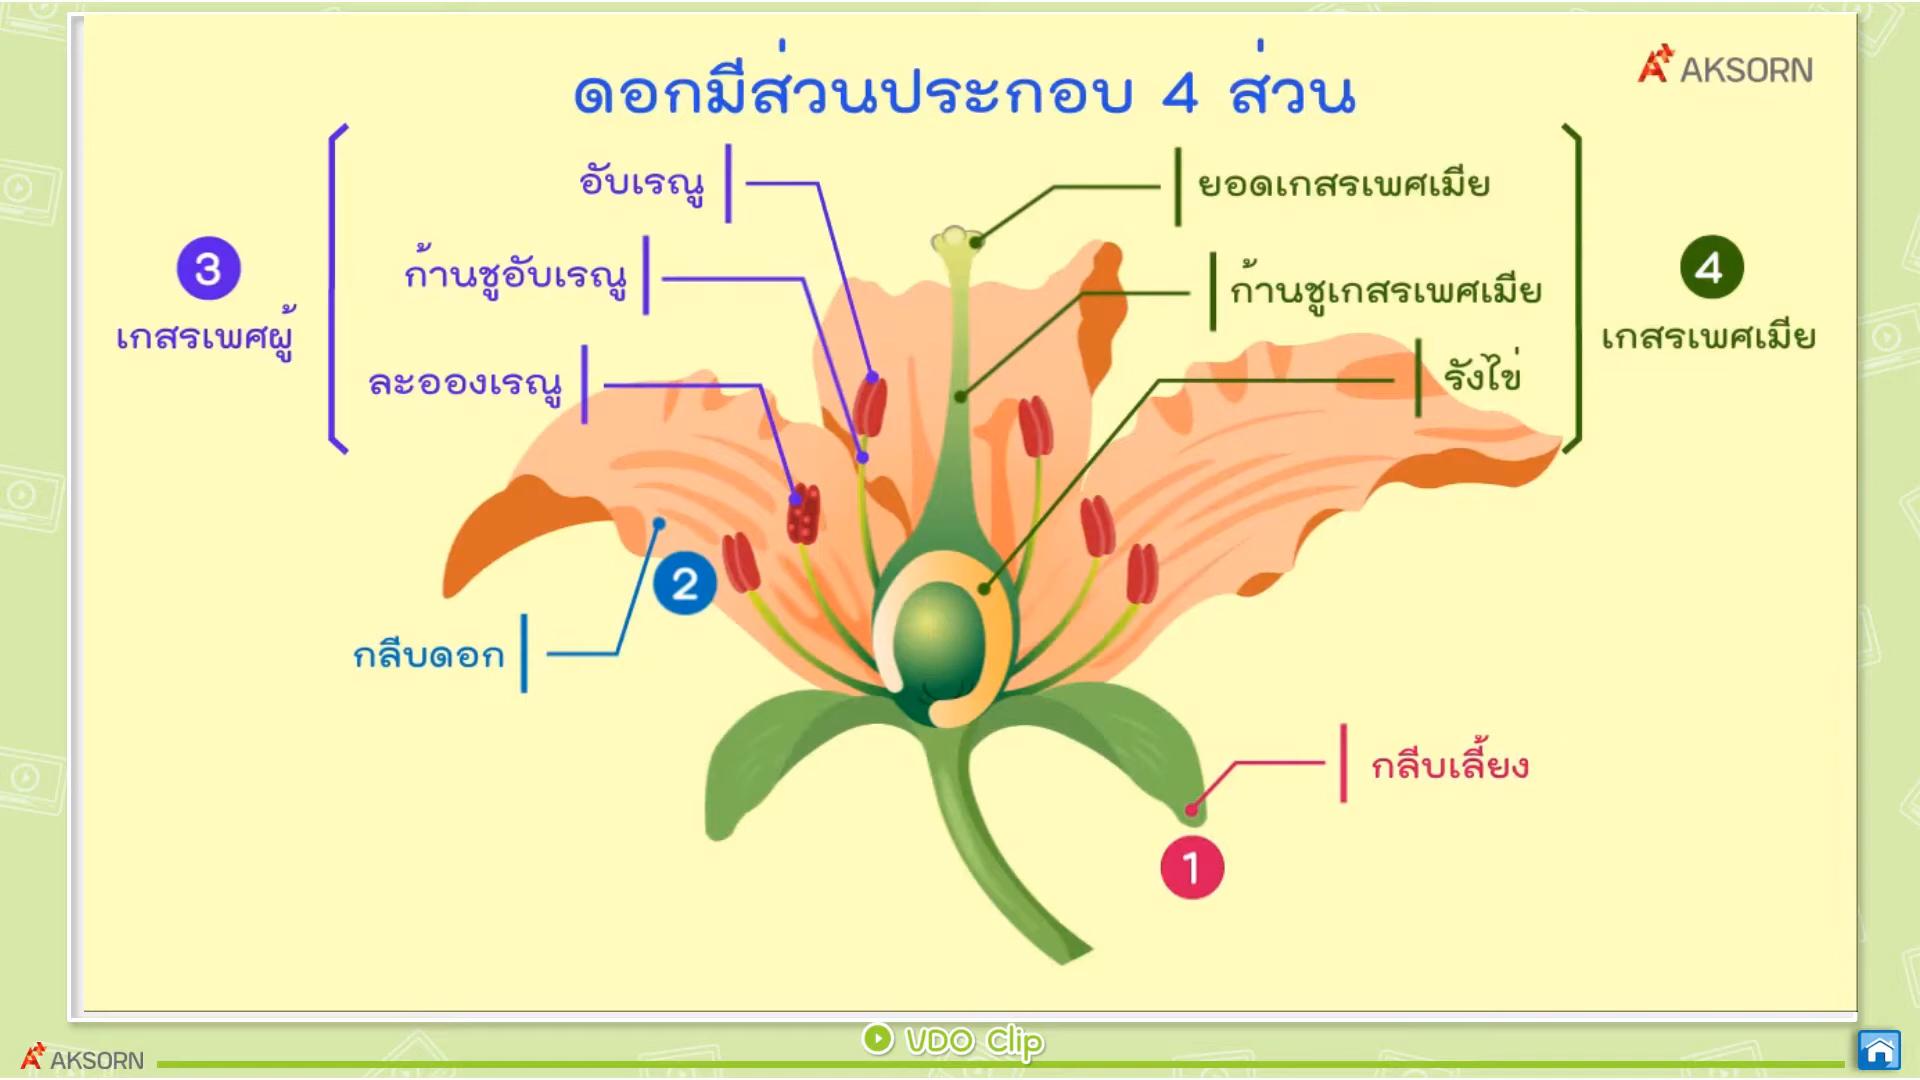 ดอกมีส่วนประกอบ 4 ส่วน
AKSORN
อับเรณู
ก้านชูอับเรณู
ละอองเรณู
3
เกสรเพศผู้
ยอดเกสรเพศเมีย
ก้านชูเกสรเพศเมีย
รังไข่
4
เกสรเพศเมีย
2
กลีบดอก
กลีบเลี้ยง
1
VDO Clip
AKSORN